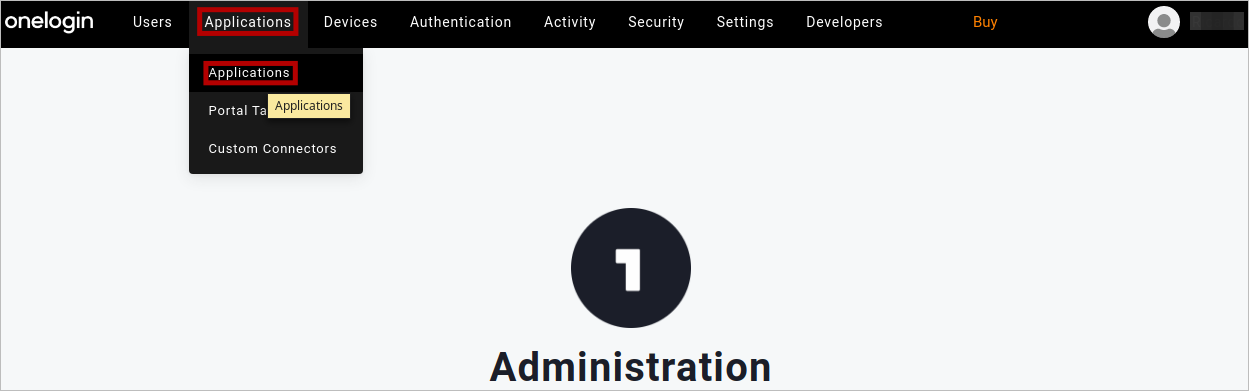 onelogin Users Applications Devices Authentication Activity Security Settings Developers Buy
Applications
Applications
Portal Ta
Custom Connectors
1
Administration